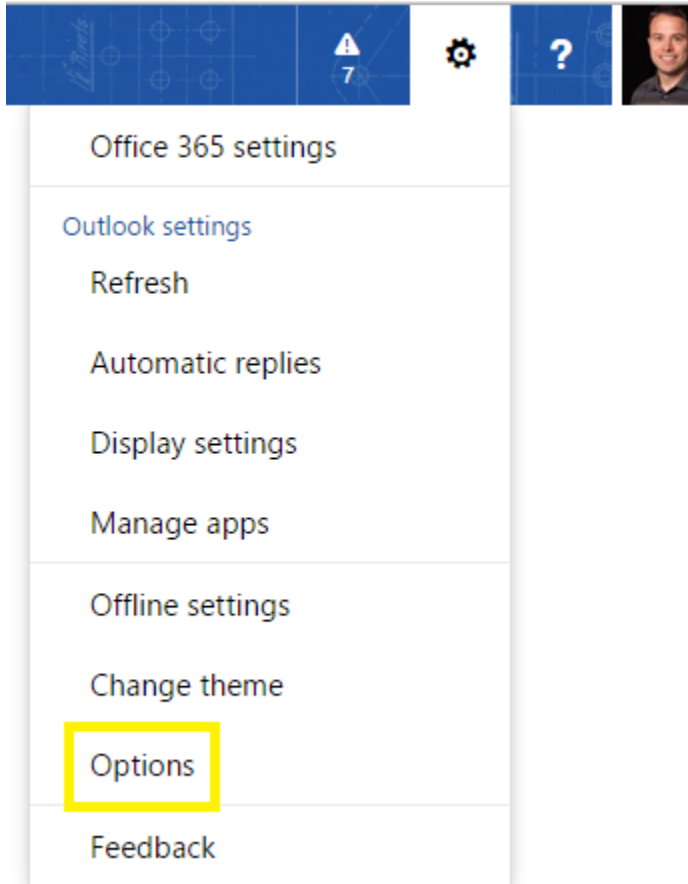 7
?
Office 365 settings
Outlook settings
Refresh
Automatic replies
Display settings
Manage apps
Offline settings
Change theme
Options
Feedback